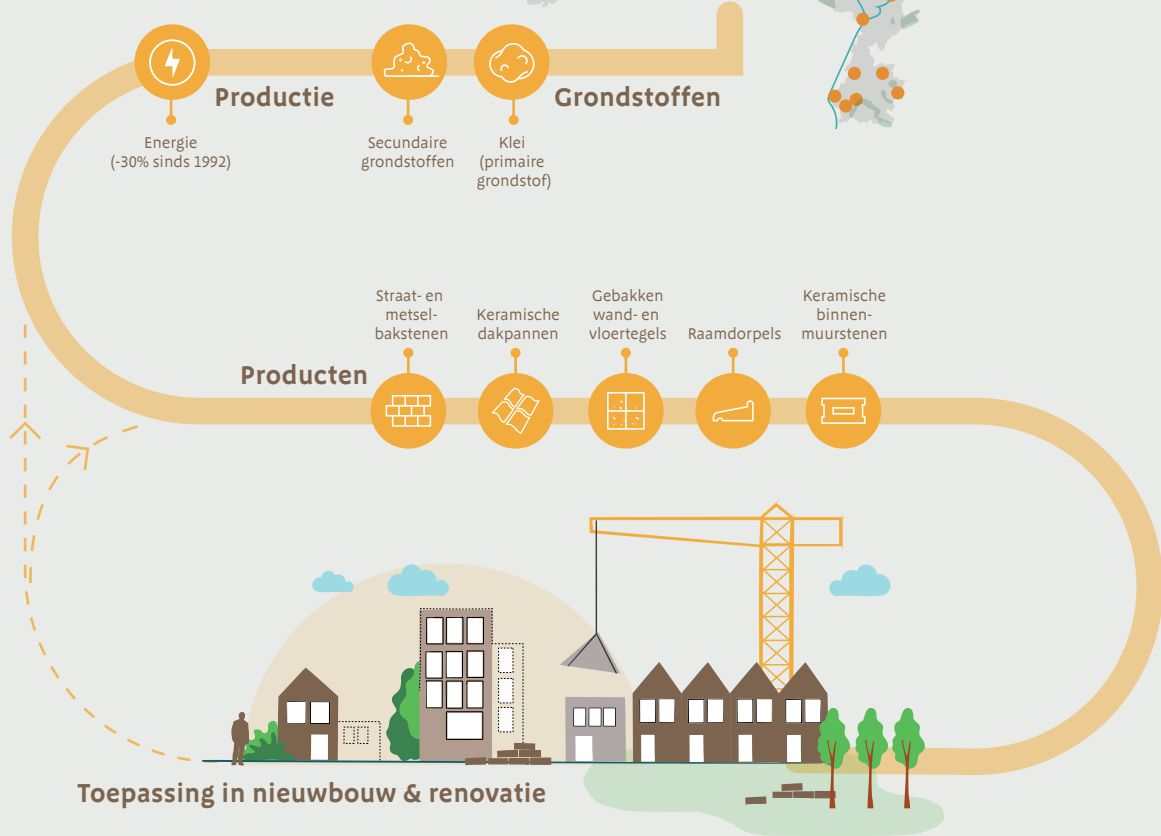 Productie
Grondstoffen
Energie
(-30% sinds 1992)
Secundaire
grondstoffen
Klei
(primaire
grondstof)
Producten
Straat- en
metsel-
bakstenen
Keramische
dakpannen
Gebakken
wand- en
vloertegels
Raamdorpels
Keramische
binnen-
muurstenen
Toepassing in nieuwbouw & renovatie